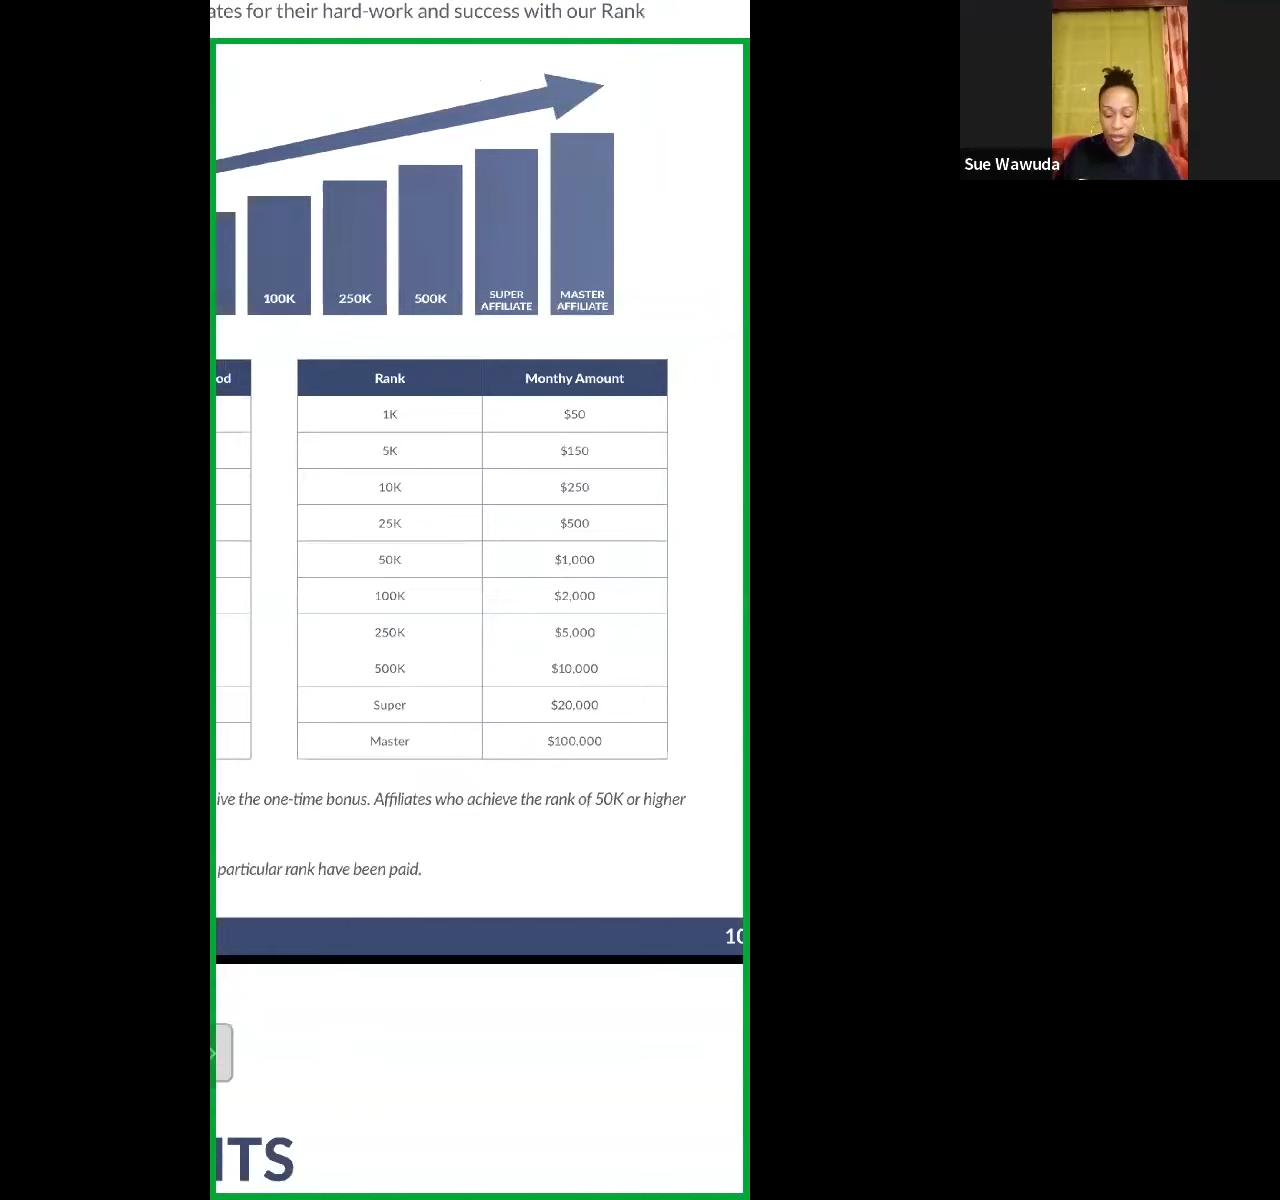 ates for their hard-work and success with our Rank
Sue Wawuda
100K
250K
500K
SUPER
AFFILIATE
MASTER
AFFILIATE
od
Rank Monthy Amount
1K $50
5K $150
10K $250
25K $500
50K $1,000
100K $2,000
250K $5,000
500K $10,000
Super $20,000
Master $100,000
ive the one-time bonus. Affiliates who achieve the rank of 50K or higher
particular rank have been paid.
10
ITS